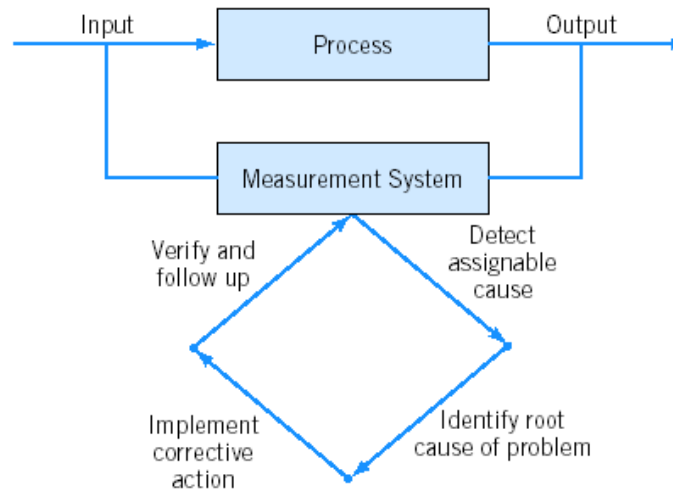 Input
Process
Output
Measurement System
Verify and
follow up
Detect
assignable
cause
Implement
corrective
action
Identify root
cause of problem